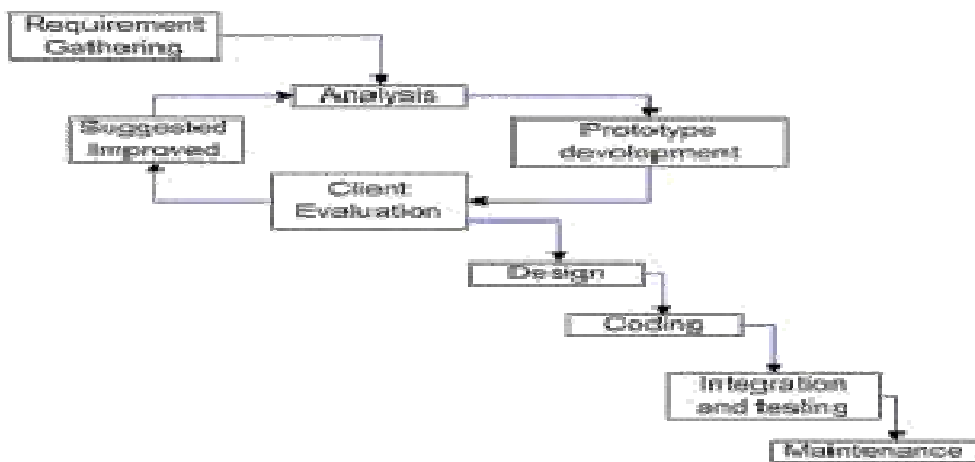 Requirement
Gathering
Analysis
Suggested
Improved
Prototype
development
Client
Evaluation
Design
Coding
Integration
and testing
Maintenance